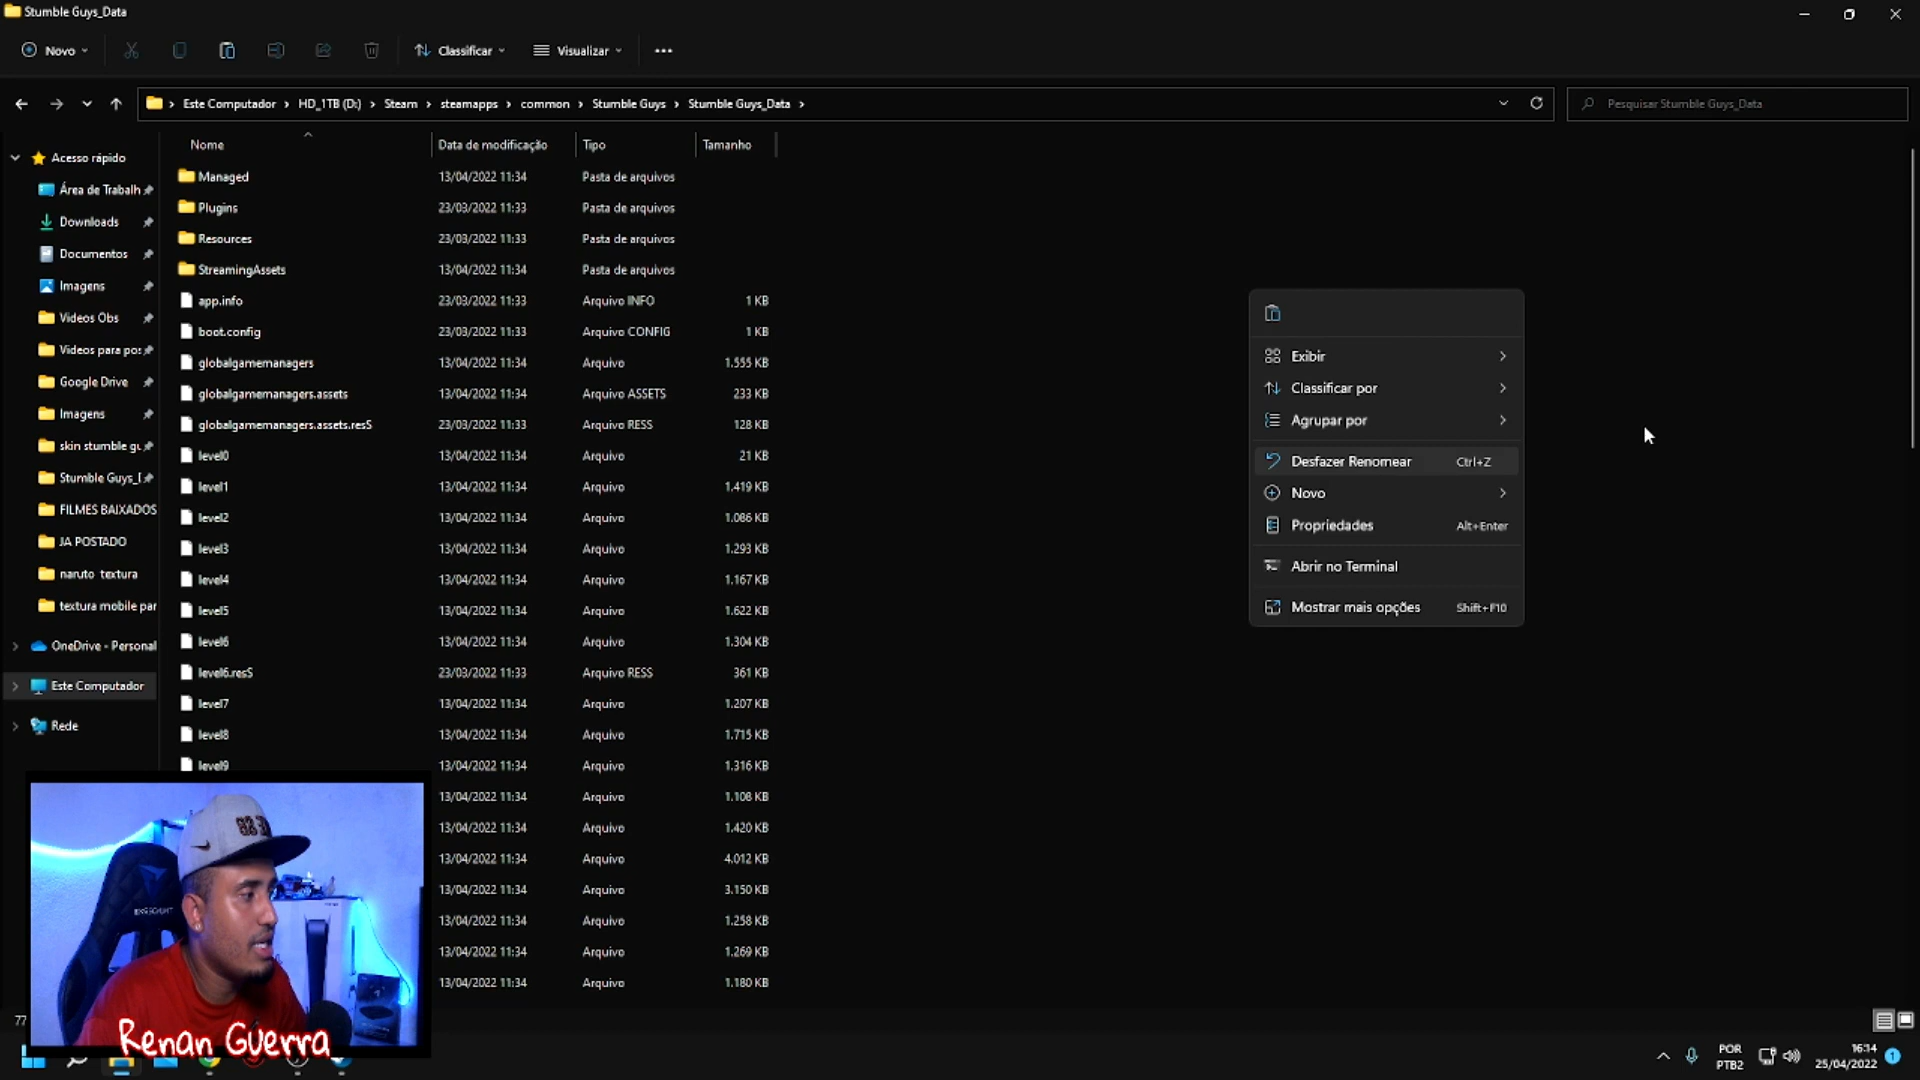 Stumble Guys_Data
Novo
Classificar
Visualizar
Este Computador > HD_1TB (D:) > Steam > steamapps > common > Stumble Guys > Stumble Guys_Data >
Pesquisar Stumble Guys_Data
Nome Data de modificação Tipo Tamanho
Acesso rápido
Área de Trabalh
Downloads
Documentos
Imagens
Videos Obs
Videos para po
Google Drive
Imagens
skin stumble gu
Stumble Guys_
FILMES BAIXADOS
JA POSTADO
naruto textura
textura mobile par
OneDrive - Personal
Este Computador
Rede
Managed 13/04/2022 11:34 Pasta de arquivos
Plugins 23/03/2022 11:33 Pasta de arquivos
Resources 23/03/2022 11:33 Pasta de arquivos
StreamingAssets 13/04/2022 11:34 Pasta de arquivos
app.info 23/03/2022 11:33 Arquivo INFO 1 KB
boot.config 23/03/2022 11:33 Arquivo CONFIG 1 KB
globalgamemanagers 13/04/2022 11:34 Arquivo 1.555 KB
globalgamemanagers.assets 13/04/2022 11:34 Arquivo ASSETS 233 KB
globalgamemanagers.assets.resS 23/03/2022 11:33 Arquivo RESS 128 KB
level0 13/04/2022 11:34 Arquivo 21 KB
level1 13/04/2022 11:34 Arquivo 1.419 KB
level2 13/04/2022 11:34 Arquivo 1.086 KB
level3 13/04/2022 11:34 Arquivo 1.293 KB
level4 13/04/2022 11:34 Arquivo 1.167 KB
level5 13/04/2022 11:34 Arquivo 1.622 KB
level6 13/04/2022 11:34 Arquivo 1.304 KB
level6.resS 23/03/2022 11:33 Arquivo RESS 361 KB
level7 13/04/2022 11:34 Arquivo 1.207 KB
level8 13/04/2022 11:34 Arquivo 1.715 KB
level9 13/04/2022 11:34 Arquivo 1.316 KB
13/04/2022 11:34 Arquivo 1.108 KB
13/04/2022 11:34 Arquivo 1.420 KB
13/04/2022 11:34 Arquivo 4.012 KB
13/04/2022 11:34 Arquivo 3.150 KB
13/04/2022 11:34 Arquivo 1.258 KB
13/04/2022 11:34 Arquivo 1.269 KB
13/04/2022 11:34 Arquivo 1.180 KB
Exibir
Classificar por
Agrupar por
Desfazer Renomear Ctrl+Z
Novo
Propriedades Alt+Enter
Abrir no Terminal
Mostrar mais opções Shift+F10
77
Renan Guerra
POR
PTB2
16:14
25/04/2022
1